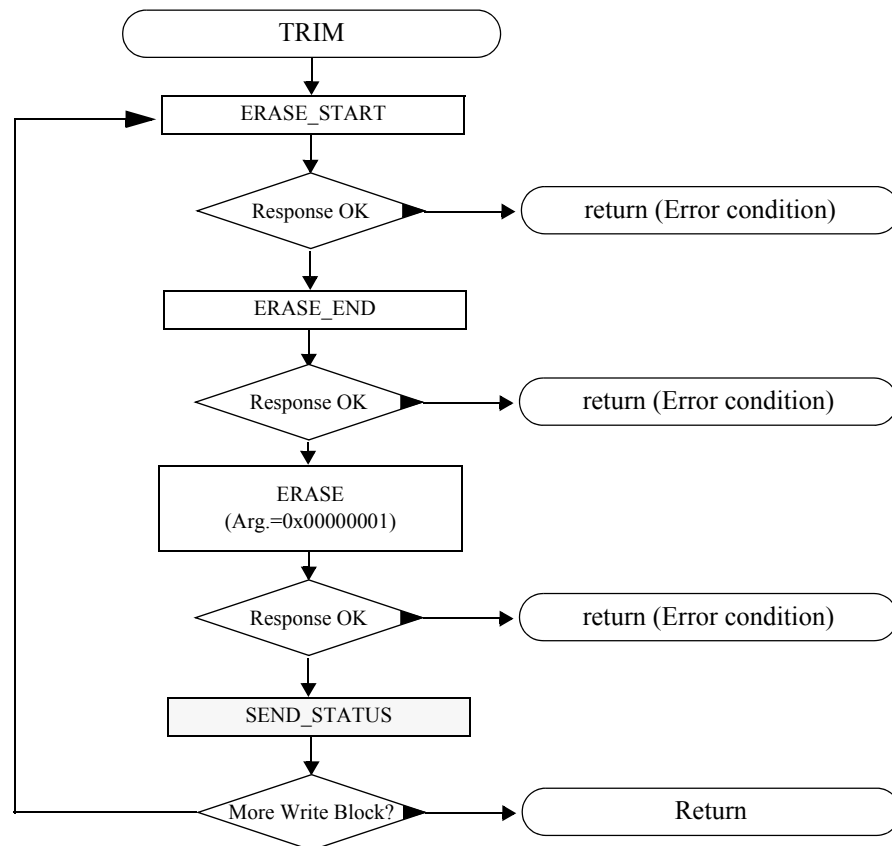 TRIM
ERASE_START
Response OK
return (Error condition)
ERASE_END
Response OK
return (Error condition)
ERASE
(Arg.=0x00000001)
Response OK
return (Error condition)
SEND_STATUS
More Write Block?
Return